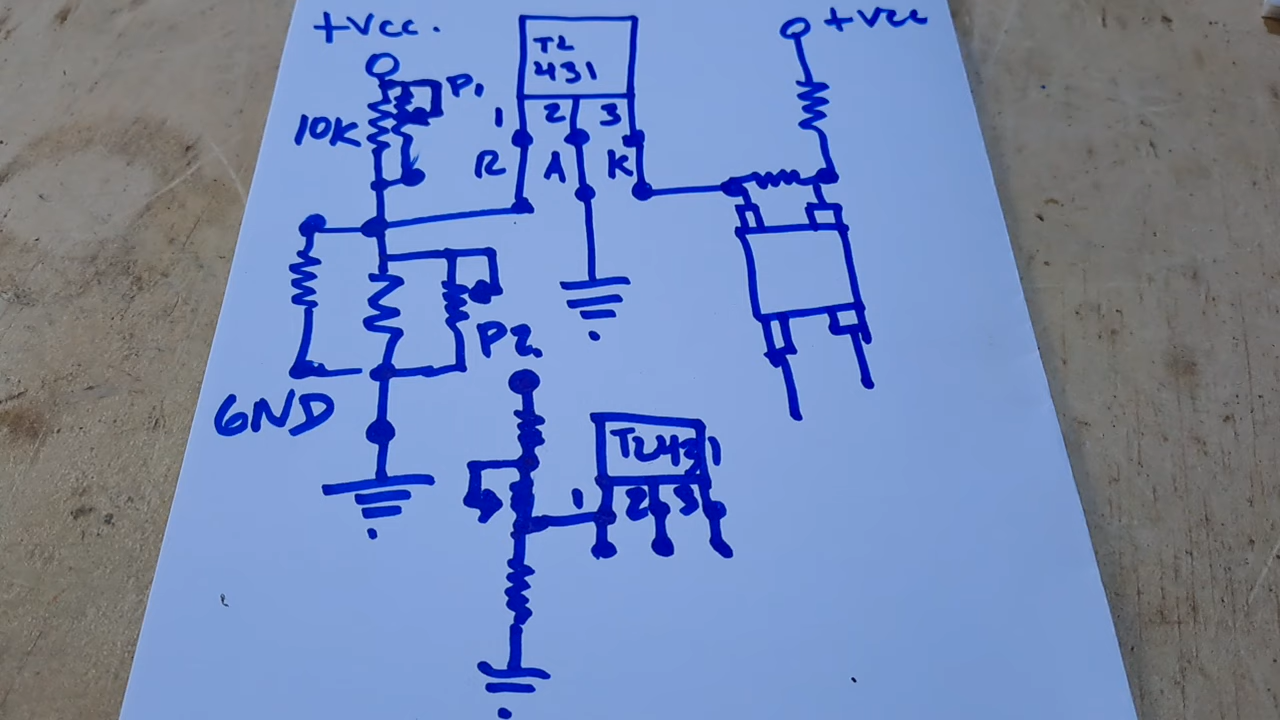 +Vcc.
+Vcc
TL
431
P1
10K
1 2 3
R A K
P2.
GND
TL431
1 2 3